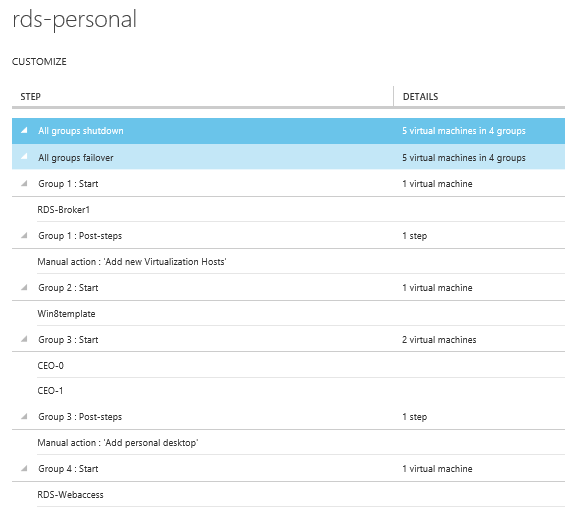 rds-personal
CUSTOMIZE
STEP DETAILS
All groups shutdown 5 virtual machines in 4 groups
All groups failover 5 virtual machines in 4 groups
Group 1 : Start 1 virtual machine
RDS-Broker1
Group 1 : Post-steps 1 step
Manual action : 'Add new Virtualization Hosts'
Group 2 : Start 1 virtual machine
Win8template
Group 3 : Start 2 virtual machines
CEO-0
CEO-1
Group 3 : Post-steps 1 step
Manual action : 'Add personal desktop'
Group 4 : Start 1 virtual machine
RDS-Webaccess